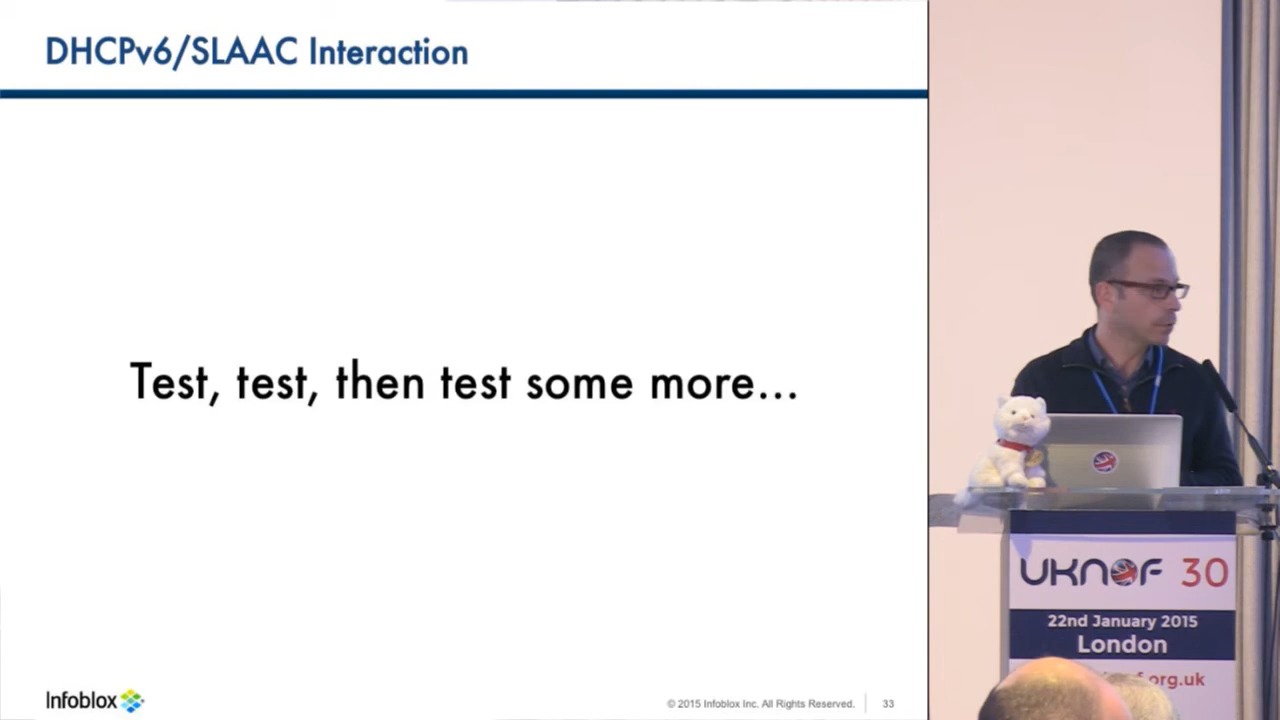 DHCPv6/SLAAC Interaction
Test, test, then test some more...
Infoblox
© 2015 Infoblox Inc. All Rights Reserved.
33
UKNOF 30
22nd January 2015
London
.org.uk